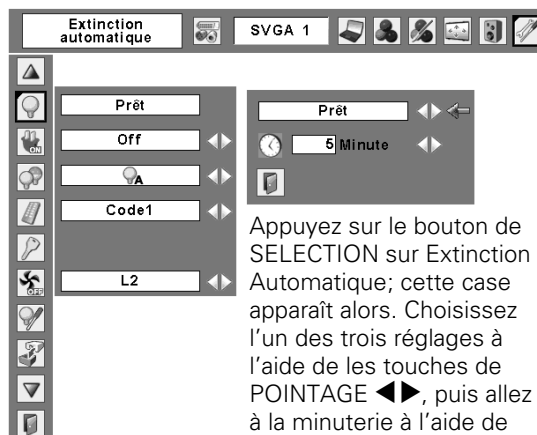 Extinction
automatique
SVGA 1
Prêt
Off
A
Code1
L2
ON
OFF
Prêt
5 Minute
Appuyez sur le bouton de
SELECTION sur Extinction
Automatique; cette case
apparaît alors. Choisissez
l’un des trois réglages à
l’aide de les touches de
POINTAGE ◀▶, puis allez
à la minuterie à l’aide de